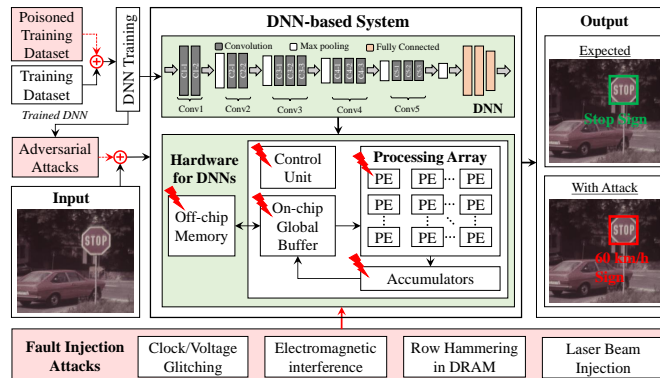 Poisoned
Training
Dataset
Training
Dataset
DNN Training
Trained DNN
Adversarial
Attacks
Input
STOP
DNN-based System
Convolution
Max pooling
Fully Connected
Conv1
Conv2
Conv3
Conv4
Conv5
DNN
Hardware
for DNNs
Control
Unit
Processing Array
PE PE ... PE
PE PE ... PE
PE PE ... PE
Off-chip
Memory
On-chip
Global
Buffer
Accumulators
Output
Expected
STOP
Stop Sign
With Attack
STOP
60 km/h
Sign
Fault Injection
Attacks
Clock/Voltage
Glitching
Electromagnetic
interference
Row Hammering
in DRAM
Laser Beam
Injection